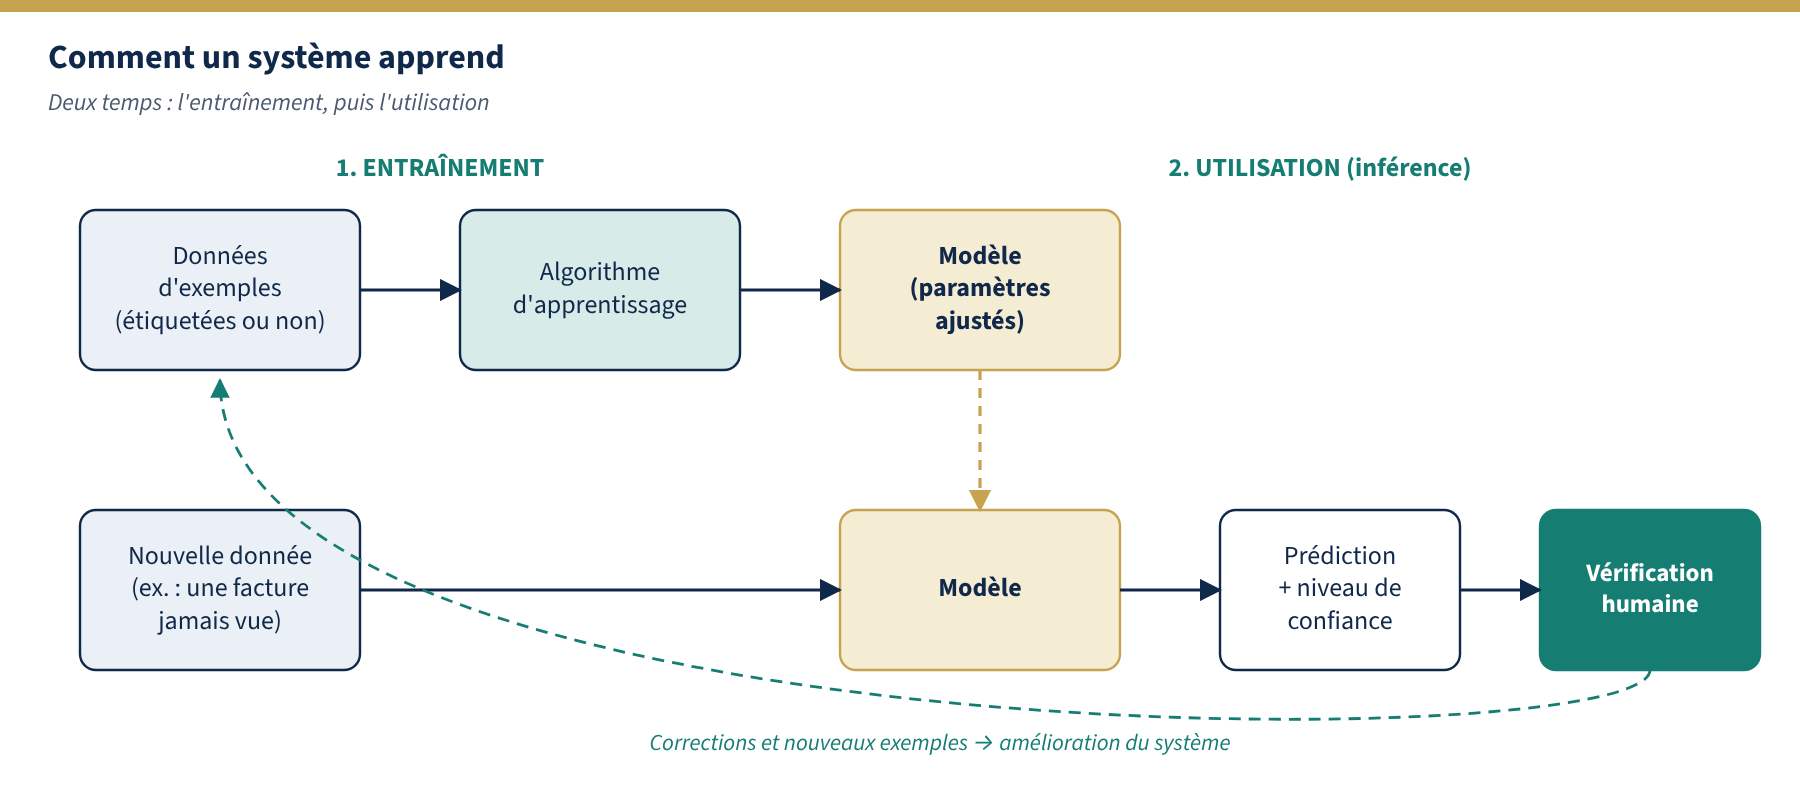 Comment un système apprend
Deux temps : l'entraînement, puis l'utilisation
1. ENTRAÎNEMENT
2. UTILISATION (inférence)
Données
d'exemples
(étiquetées ou non)
Algorithme
d'apprentissage
Modèle
(paramètres
ajustés)
Nouvelle donnée
(ex. : une facture
jamais vue)
Modèle
Prédiction
+ niveau de
confiance
Vérification
humaine
Corrections et nouveaux exemples → amélioration du système